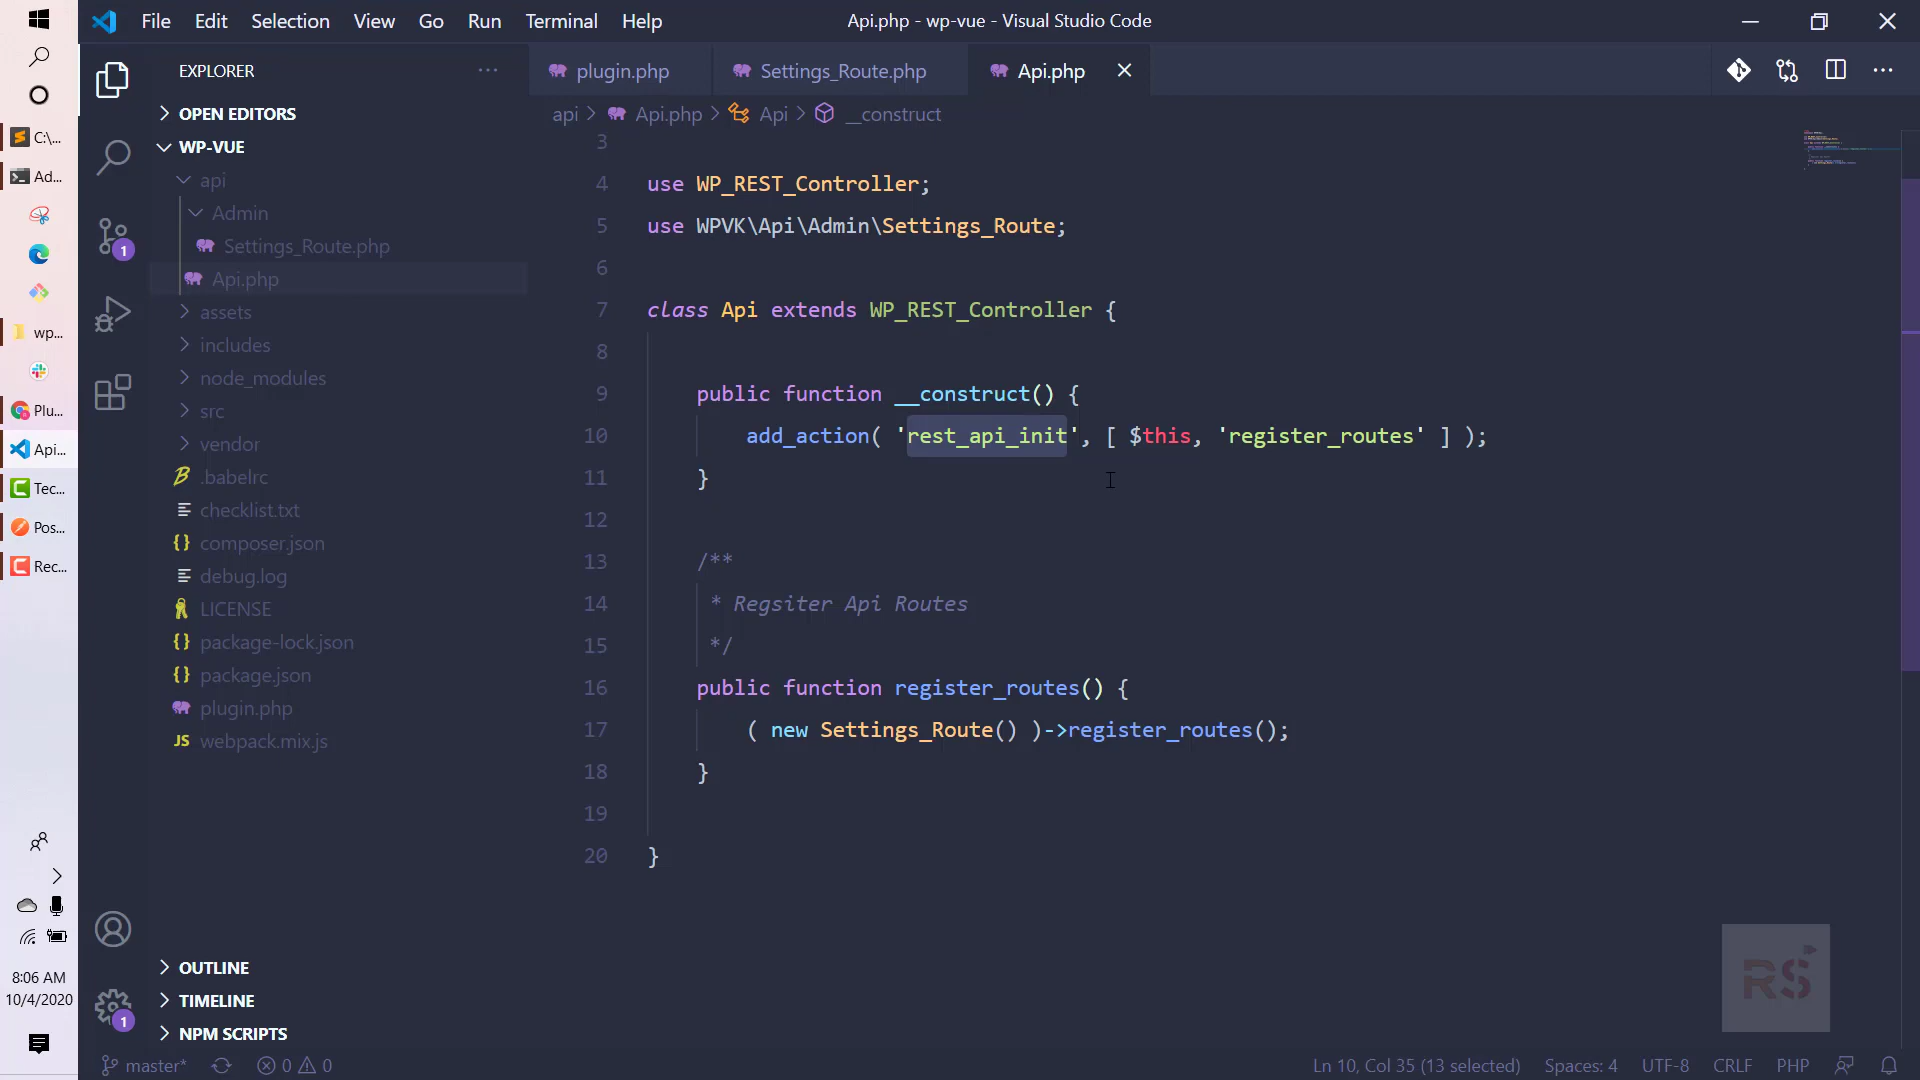 File Edit Selection View Go Run Terminal Help
Api.php - wp-vue - Visual Studio Code
EXPLORER
OPEN EDITORS
WP-VUE
api
Admin
Settings_Route.php
Api.php
assets
includes
node_modules
src
vendor
.babelrc
checklist.txt
composer.json
debug.log
LICENSE
package-lock.json
package.json
plugin.php
webpack.mix.js
OUTLINE
TIMELINE
NPM SCRIPTS
plugin.php Settings_Route.php Api.php
api > Api.php > Api > __construct
3
4 use WP_REST_Controller;
5 use WPVK\Api\Admin\Settings_Route;
6
7 class Api extends WP_REST_Controller {
8
9 public function __construct() {
10 add_action( 'rest_api_init', [ $this, 'register_routes' ] );
11 }
12
13 /**
14 * Regsiter Api Routes
15 */
16 public function register_routes() {
17 ( new Settings_Route() )->register_routes();
18 }
19
20 }
C:\...
Ad...
wp...
Plu...
Api...
Tec...
Pos...
Rec...
8:06 AM
10/4/2020
1
1
RS
master* 0 0
Ln 10, Col 35 (13 selected) Spaces: 4 UTF-8 CRLF PHP